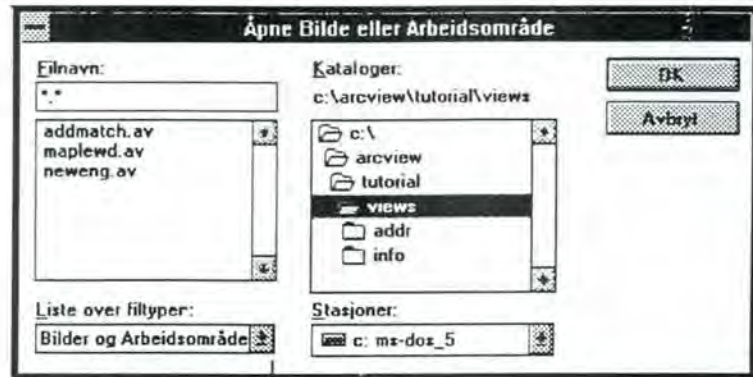 Åpne Bilde eller Arbeidsområde
Filnavn:
*.*
addmatch.av
maplewd.av
neweng.av
Liste over filtyper:
Bilder og Arbeidsområde
Kataloger:
c:\arcview\tutorial\views
c:\
arcview
tutorial
views
addr
info
Stasjoner:
c: ms-dos_5
OK
Avbryt